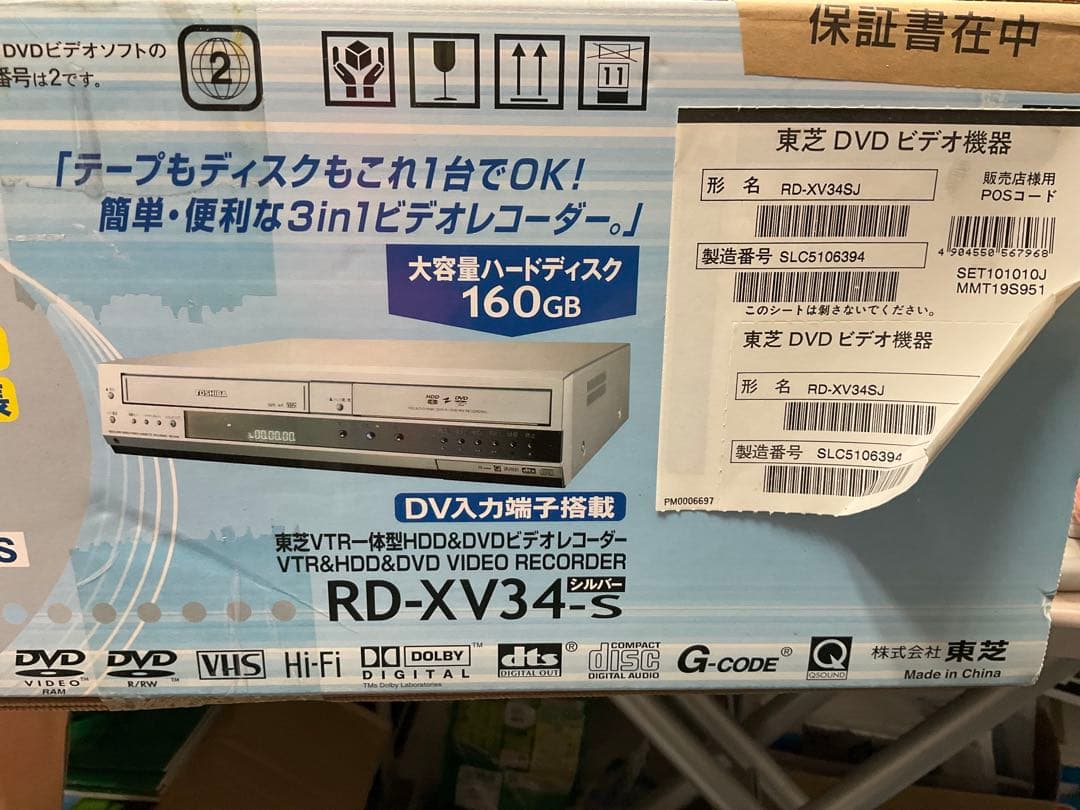 保証書在中
DVDビデオソフトの
番号は2です。
2
11
「テープもディスクもこれ1台でOK!
簡単・便利な3in1ビデオレコーダー。」
大容量ハードディスク
160GB
東芝 DVD ビデオ機器
形 名 RD-XV34SJ
製造番号 SLC5106394
このシートは剥さないでください。
販売店様用
POSコード
4 904550 567968
SET101010J
MMT19S951
東芝 DVD ビデオ機器
形 名 RD-XV34SJ
製造番号 SLC5106394
PM0006697
TOSHIBA
HDD
DVD
長
S
DV入力端子搭載
東芝VTR一体型HDD&DVDビデオレコーダー
VTR&HDD&DVD VIDEO RECORDER
RD-XV34-S
シルバー
DVD VIDEO RAM TM
DVD R/RW TM
VHS
Hi-Fi
DOLBY DIGITAL TM
TMs Dolby Laboratories
dts ® DIGITAL OUT
COMPACT disc DIGITAL AUDIO
G-CODE ®
Q QSOUND
株式会社 東芝
Made in China